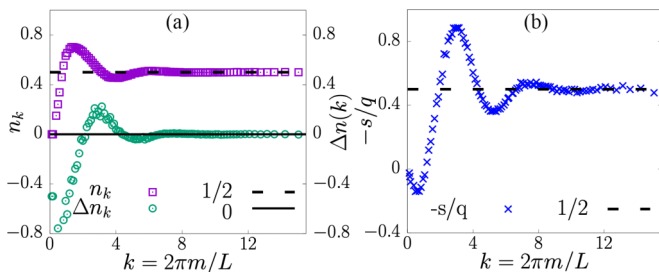 (a)
0.8
0.4
0
−0.4
−0.8
n_k
0.8
0.4
0
−0.4
−0.8
Δn(k)
n_k 1/2
Δn_k 0
0 4 8 12
k = 2πm/L
(b)
0.8
0.4
0
−0.4
−s/q
-s/q 1/2
0 4 8 12
k = 2πm/L